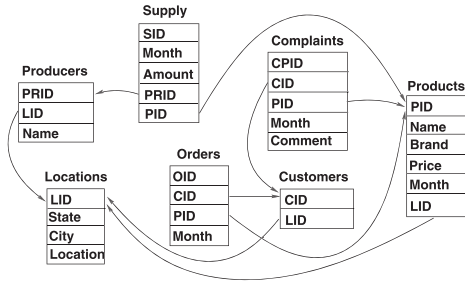 Supply
SID
Month
Amount
PRID
PID
Complaints
CPID
CID
PID
Month
Comment
Producers
PRID
LID
Name
Products
PID
Name
Brand
Price
Month
LID
Locations
LID
State
City
Location
Orders
OID
CID
PID
Month
Customers
CID
LID